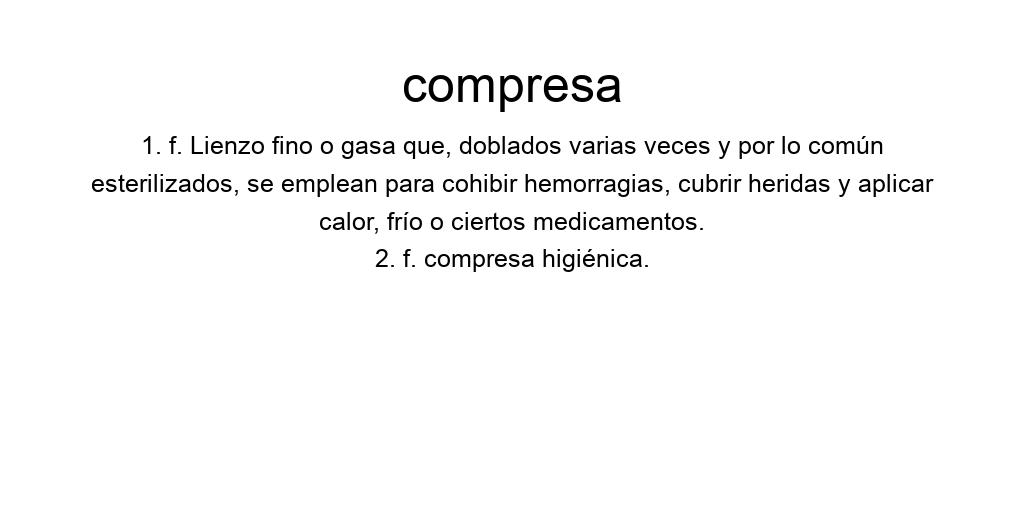 compresa
1. f. Lienzo fino o gasa que, doblados varias veces y por lo común
esterilizados, se emplean para cohibir hemorragias, cubrir heridas y aplicar
calor, frío o ciertos medicamentos.
2. f. compresa higiénica.